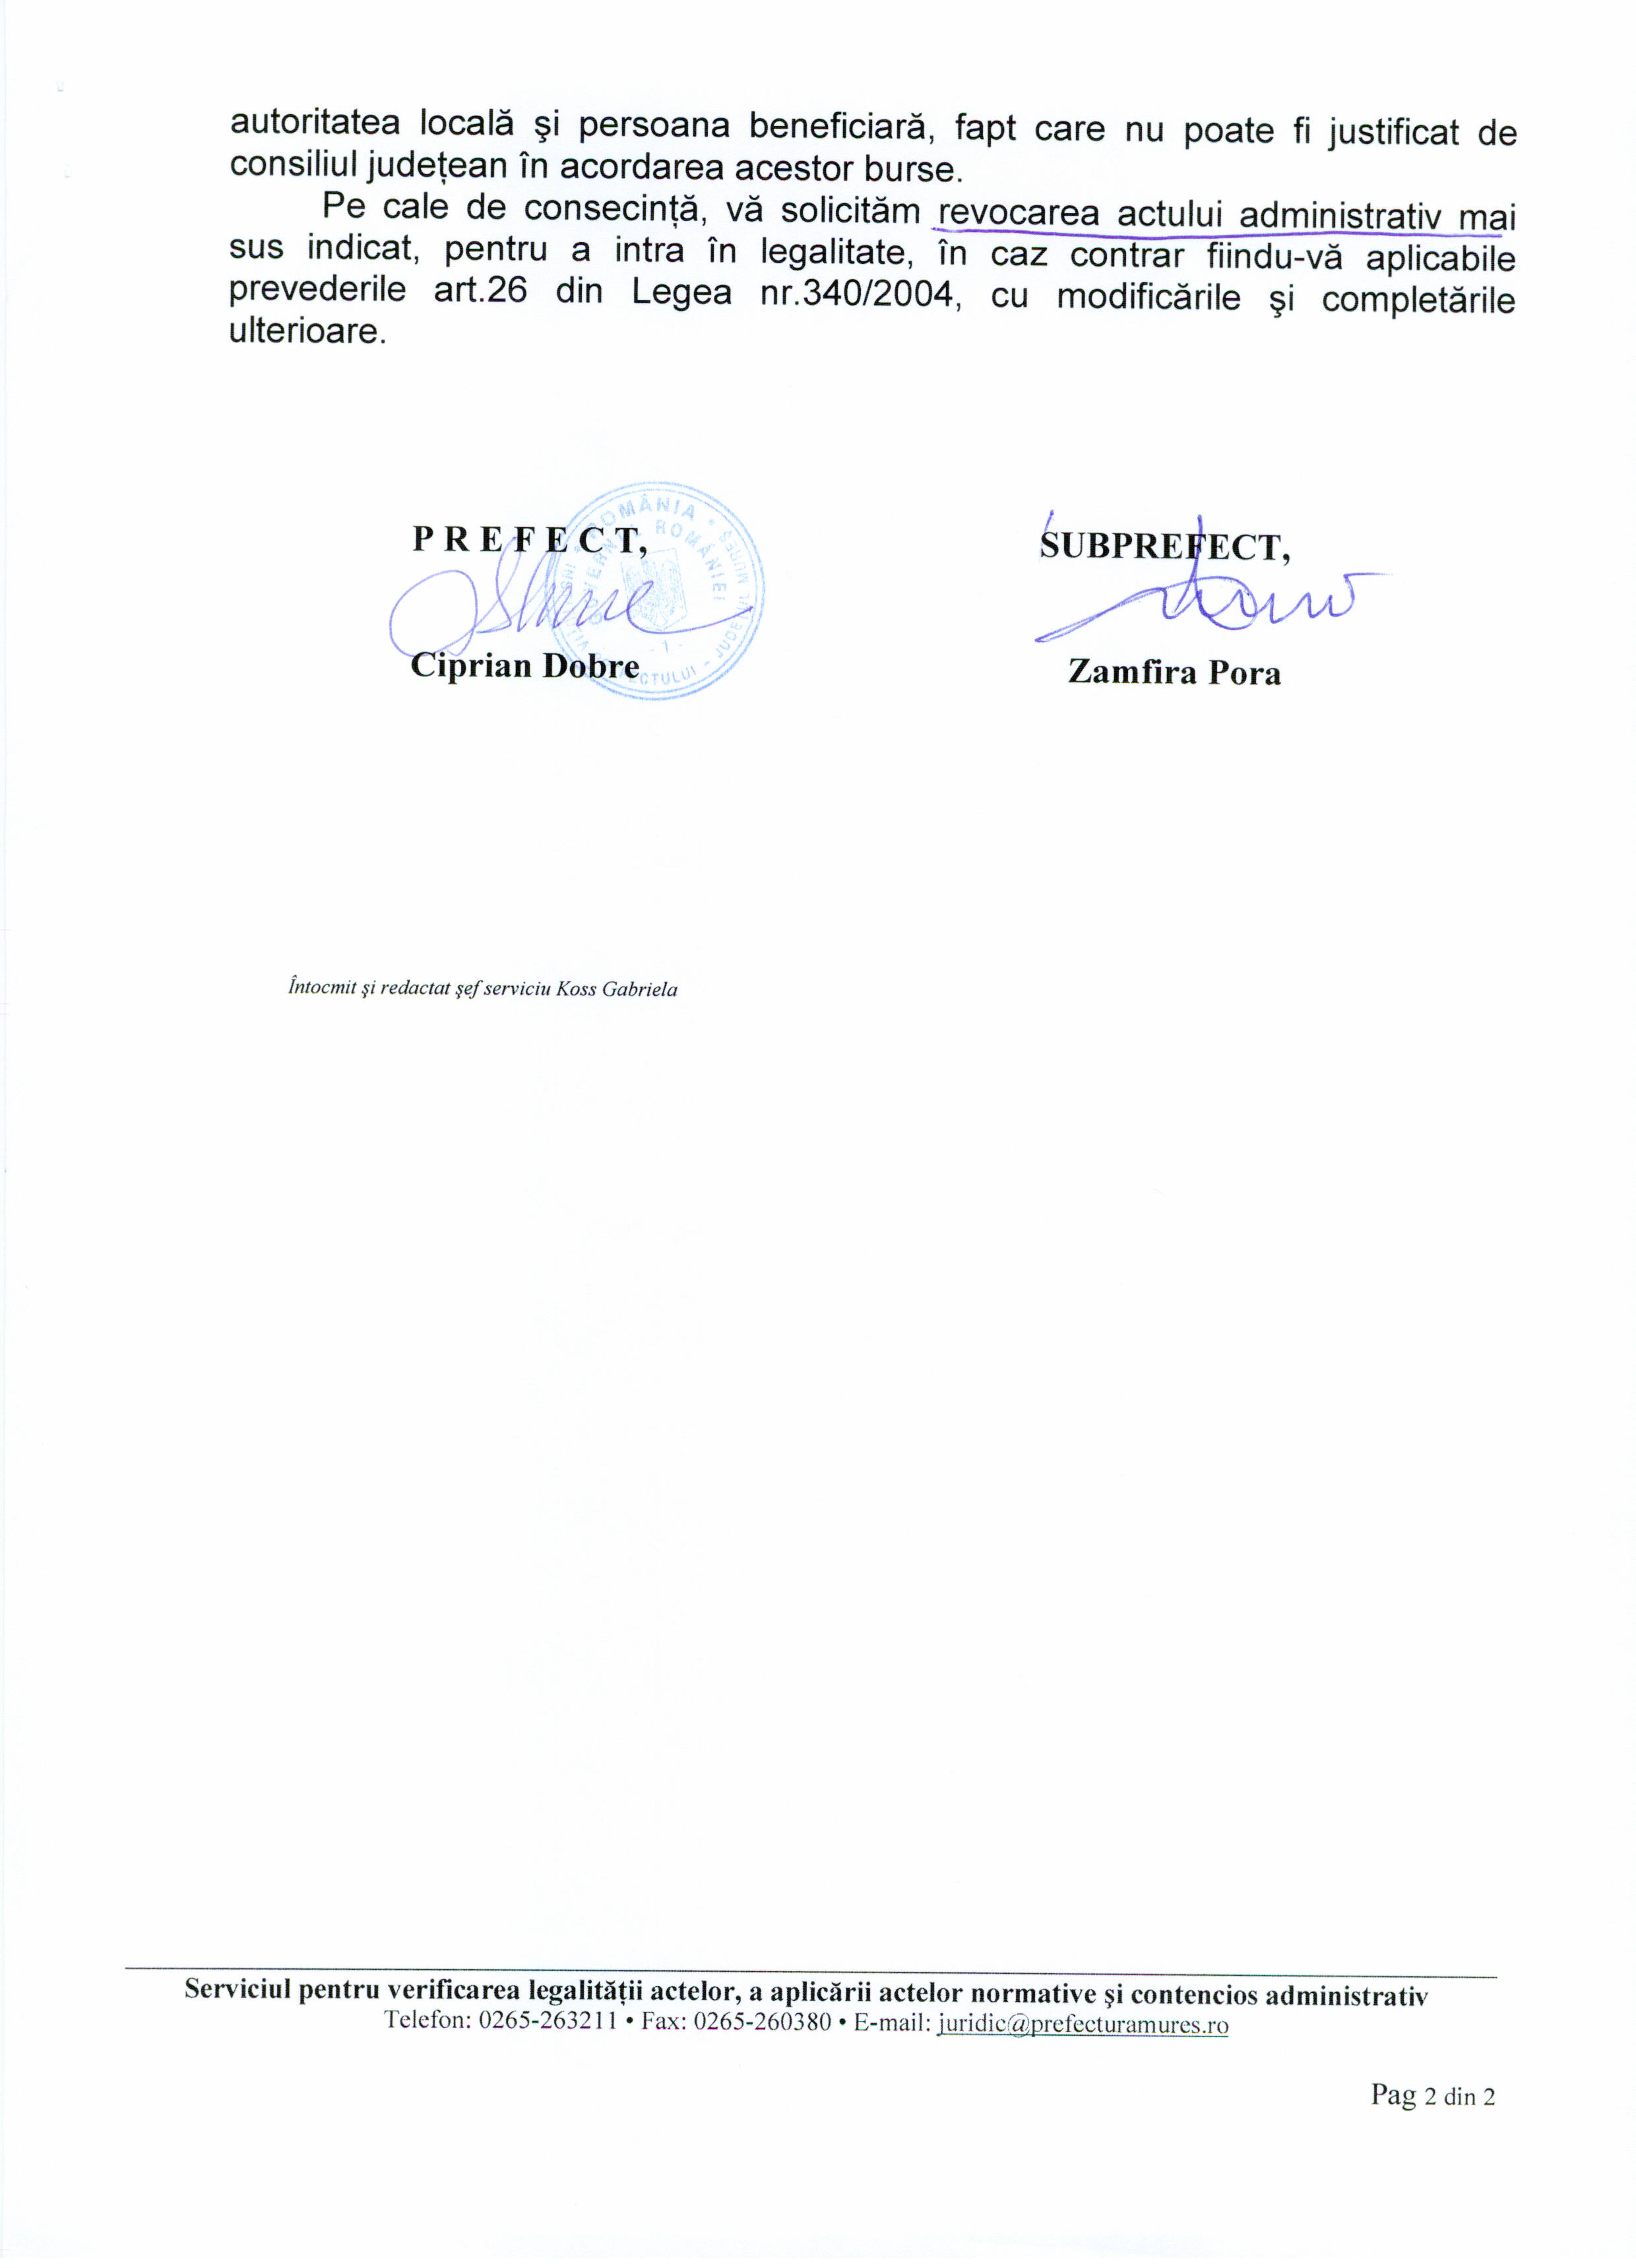 autoritatea locală şi persoana beneficiară, fapt care nu poate fi justificat de
consiliul județean în acordarea acestor burse.
Pe cale de consecință, vă solicităm revocarea actului administrativ mai
sus indicat, pentru a intra în legalitate, în caz contrar fiindu-vă aplicabile
prevederile art.26 din Legea nr.340/2004, cu modificările şi completările
ulterioare.
P R E F E C T,
SUBPREFECT,
ROMÂNIA
ROMÂNIEI
- 1 -
Ciprian Dobre
Zamfira Pora
Întocmit şi redactat şef serviciu Koss Gabriela
Serviciul pentru verificarea legalității actelor, a aplicării actelor normative şi contencios administrativ
Telefon: 0265-263211 • Fax: 0265-260380 • E-mail: juridic@prefecturamures.ro
Pag 2 din 2